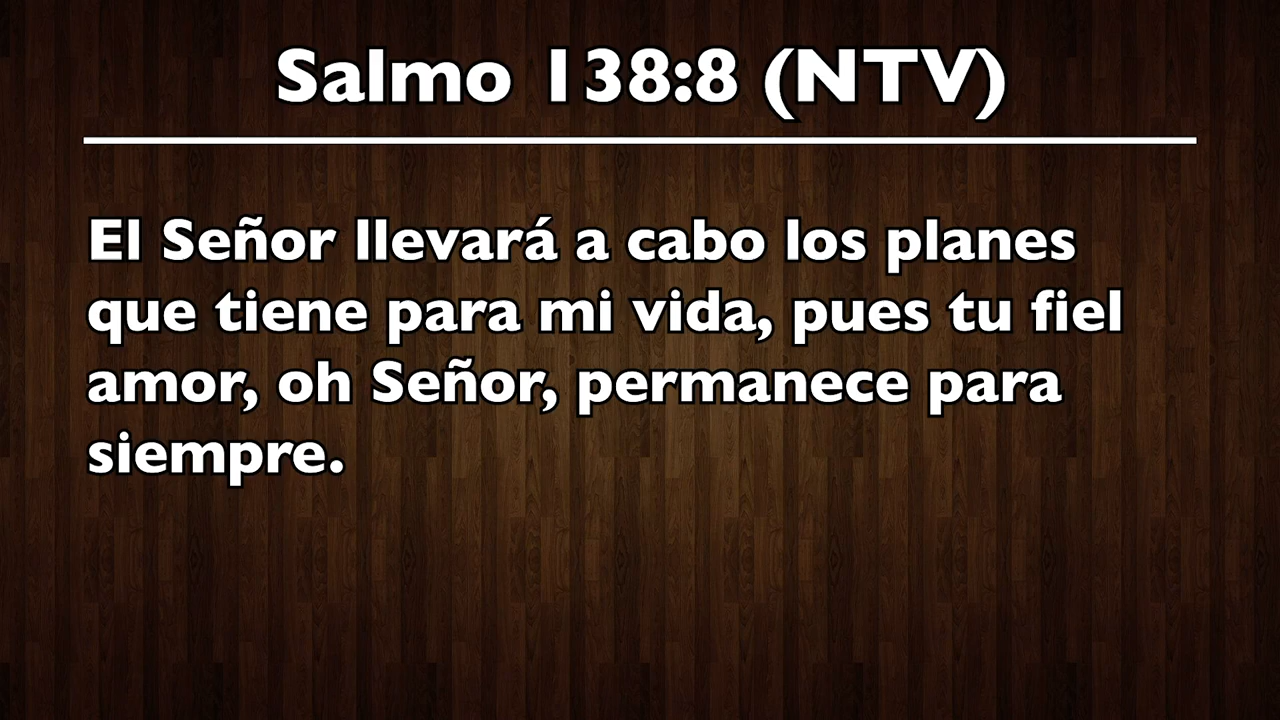 Salmo 138:8 (NTV)
El Señor llevará a cabo los planes
que tiene para mi vida, pues tu fiel
amor, oh Señor, permanece para
siempre.